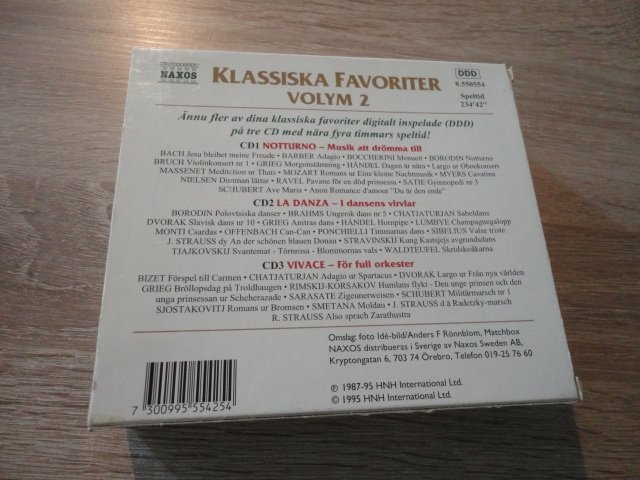 NAXOS
KLASSISKA FAVORITER
VOLYM 2
DDD
8.550554
Speltid
234'42"
Ännu fler av dina klassiska favoriter digitalt inspelade (DDD)
på tre CD med nära fyra timmars speltid!
CD1 NOTTURNO – Musik att drömma till
BACH Jesu bleibet meine Freude • BARBER Adagio • BOCCHERINI Menuett • BORODIN Notturno
BRUCH Violinkonsert nr 1 • GRIEG Morgonstämning • HÄNDEL Dagen är nära • Largo ur Oboekonsert
MASSENET Meditation ur Thaïs • MOZART Romans ur Eine kleine Nachtmusik • MYERS Cavatina
NIELSEN Dimman lättar • RAVEL Pavane för en död prinsessa • SATIE Gymnopedi nr 3
SCHUBERT Ave Maria • Anon Romance d'amour "Du är den ende"
CD2 LA DANZA – I dansens virvlar
BORODIN Polovtsiska danser • BRAHMS Ungersk dans nr 5 • CHATJATURJAN Sabeldans
DVORAK Slavisk dans nr 10 • GRIEG Anitras dans • HÄNDEL Hornpipe • LUMBYE Champagnegalopp
MONTI Csardas • OFFENBACH Can-Can • PONCHIELLI Timmarnas dans • SIBELIUS Valse triste
J. STRAUSS dy An der schönen blauen Donau • STRAVINSKIJ Kung Kastsjejs avgrundsdans
TJAJKOVSKIJ Svantemat - Törnrosa - Blommornas vals • WALDTEUFEL Skridskoåkarna
CD3 VIVACE – För full orkester
BIZET Förspel till Carmen • CHATJATURJAN Adagio ur Spartacus • DVORAK Largo ur Från nya världen
GRIEG Bröllopsdag på Troldhaugen • RIMSKIJ-KORSAKOV Humlans flykt - Den unge prinsen och den
unga prinsessan ur Scheherazade • SARASATE Zigeunerweisen • SCHUBERT Militärmarsch nr 1
SJOSTAKOVITJ Romans ur Bromsen • SMETANA Moldau • J. STRAUSS d ä Radetzky-marsch
R. STRAUSS Also sprach Zarathustra
Omslag: foto Idé-bild/Anders F Rönnblom, Matchbox
NAXOS distribueras i Sverige av Naxos Sweden AB,
Kryptongatan 6, 703 74 Örebro, Telefon 019-25 76 60
℗ 1987-95 HNH International Ltd.
© 1995 HNH International Ltd.
7 300995 554254